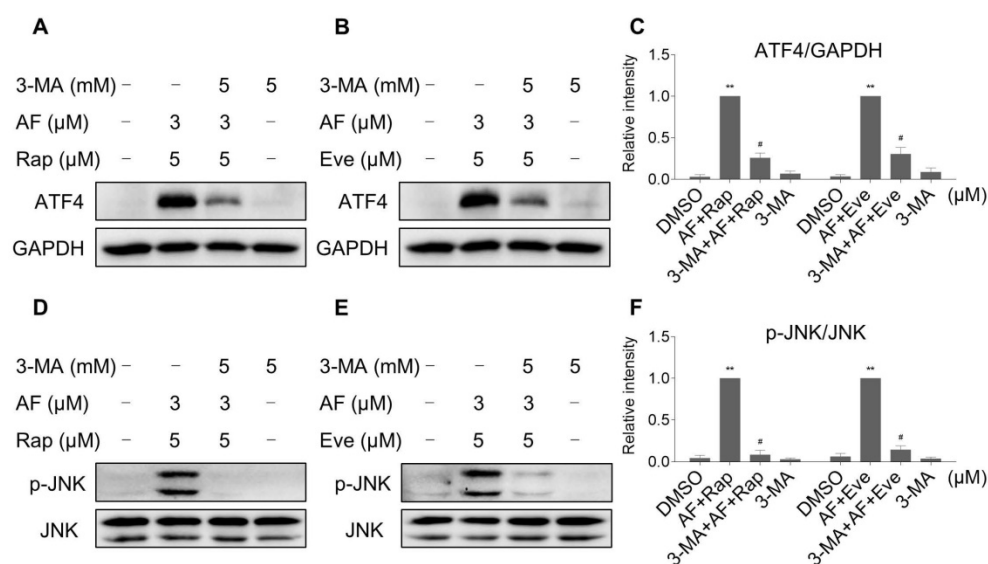 A
3-MA (mM) – – 5 5
AF (µM) – 3 3 –
Rap (µM) – 5 5 –
ATF4
GAPDH
B
3-MA (mM) – – 5 5
AF (µM) – 3 3 –
Eve (µM) – 5 5 –
ATF4
GAPDH
C
ATF4/GAPDH
Relative intensity
1.5
1.0
0.5
0.0
**
#
**
#
DMSO
AF+Rap
3-MA+AF+Rap
3-MA
DMSO
AF+Eve
3-MA+AF+Eve
3-MA
(µM)
D
3-MA (mM) – – 5 5
AF (µM) – 3 3 –
Rap (µM) – 5 5 –
p-JNK
JNK
E
3-MA (mM) – – 5 5
AF (µM) – 3 3 –
Eve (µM) – 5 5 –
p-JNK
JNK
F
p-JNK/JNK
Relative intensity
1.5
1.0
0.5
0.0
**
#
**
#
DMSO
AF+Rap
3-MA+AF+Rap
3-MA
DMSO
AF+Eve
3-MA+AF+Eve
3-MA
(µM)